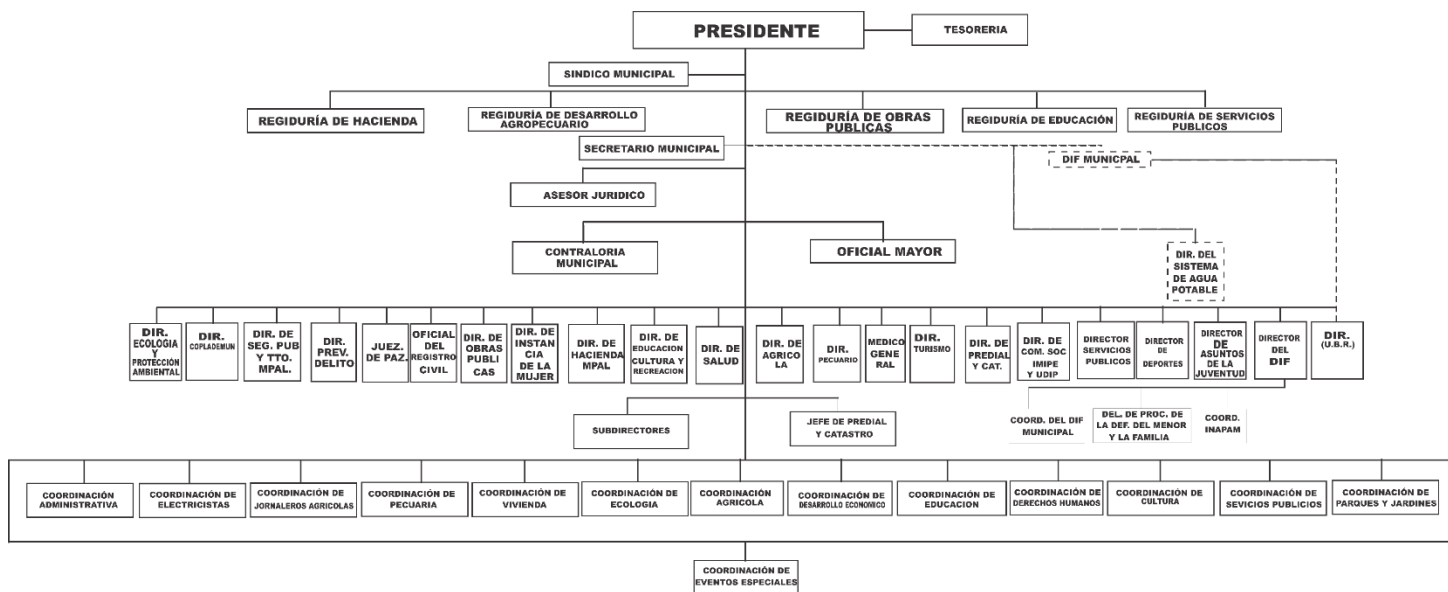 PRESIDENTE
TESORERIA
SINDICO MUNICIPAL
REGIDURÍA DE HACIENDA
REGIDURÍA DE DESARROLLO
AGROPECUARIO
REGIDURÍA DE OBRAS
PUBLICAS
REGIDURÍA DE EDUCACIÓN
REGIDURÍA DE SERVICIOS
PUBLICOS
SECRETARIO MUNICIPAL
DIF MUNICPAL
ASESOR JURIDICO
CONTRALORIA
MUNICIPAL
OFICIAL MAYOR
DIR. DEL
SISTEMA
DE AGUA
POTABLE
DIR.
ECOLOGIA
Y
PROTECCIÓN
AMBIENTAL
DIR.
COPLADEMUN
DIR. DE
SEG. PUB
Y TTO.
MPAL.
DIR.
PREV.
DELITO
JUEZ.
DE PAZ.
OFICIAL
DEL
REGISTRO
CIVIL
DIR. DE
OBRAS
PUBLI
CAS
DIR. DE
INSTAN
CIA
DE LA
MUJER
DIR. DE
HACIENDA
MPAL
DIR. DE
EDUCACION
CULTURA Y
RECREACION
DIR. DE
SALUD
DIR. DE
AGRICO
LA
DIR.
PECUARIO
MEDICO
GENE
RAL
DIR.
TURISMO
DIR. DE
PREDIAL
Y CAT.
DIR. DE
COM. SOC
IMIPE
Y UDIP
DIRECTOR
SERVICIOS
PUBLICOS
DIRECTOR
DE
DEPORTES
DIRECTOR
DE
ASUNTOS
DE LA
JUVENTUD
DIRECTOR
DEL
DIF
DIR.
(U.B.R.)
SUBDIRECTORES
JEFE DE PREDIAL
Y CATASTRO
COORD. DEL DIF
MUNICIPAL
DEL. DE PROC. DE
LA DEF. DEL MENOR
Y LA FAMILIA
COORD.
INAPAM
COORDINACIÓN
ADMINISTRATIVA
COORDINACIÓN DE
ELECTRICISTAS
COORDINACIÓN DE
JORNALEROS AGRICOLAS
COORDINACIÓN DE
PECUARIA
COORDINACIÓN DE
VIVIENDA
COORDINACIÓN DE
ECOLOGIA
COORDINACIÓN
AGRICOLA
COORDINACIÓN DE
DESARROLLO ECONOMICO
COORDINACIÓN DE
EDUCACION
COORDINACIÓN DE
DERECHOS HUMANOS
COORDINACIÓN DE
CULTURA
COORDINACIÓN DE
SEVICIOS PUBLICIOS
COORDINACIÓN DE
PARQUES Y JARDINES
COORDINACIÓN DE
EVENTOS ESPECIALES